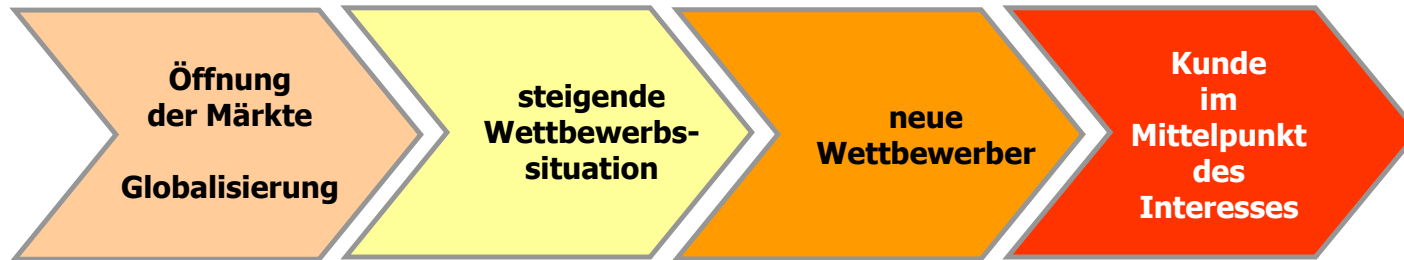 Öffnung
der Märkte
Globalisierung
steigende
Wettbewerbs-
situation
neue
Wettbewerber
Kunde
im
Mittelpunkt
des
Interesses